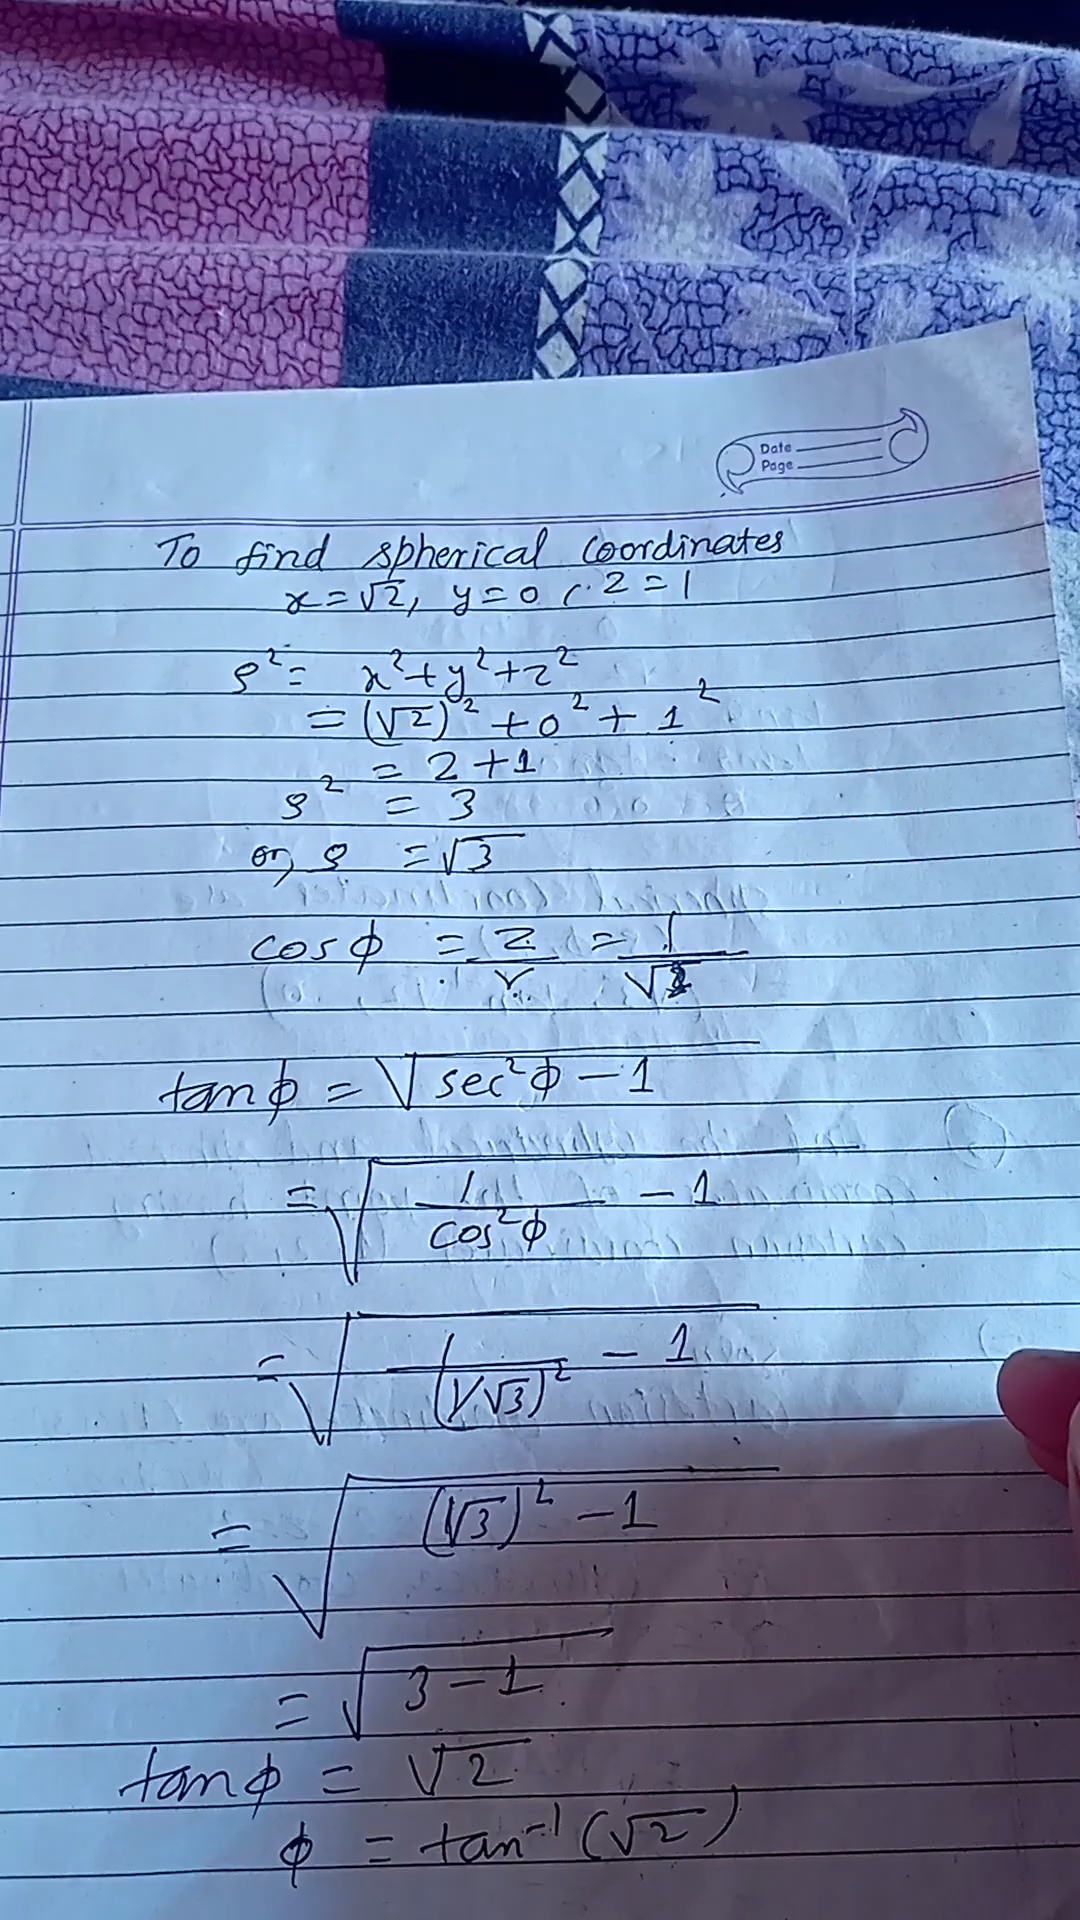 Date
Page
To find spherical coordinates
x = √2, y = 0, z = 1
ρ² = x² + y² + z²
= (√2)² + 0² + 1²
= 2 + 1
ρ² = 3
or, ρ = √3
cos ϕ = z/r = 1/√3
tan ϕ = √(sec²ϕ − 1)
= √(1/cos²ϕ − 1)
= √(1/(1/√3)² − 1)
= √((√3)² − 1)
= √(3 − 1)
tan ϕ = √2
ϕ = tan⁻¹(√2)